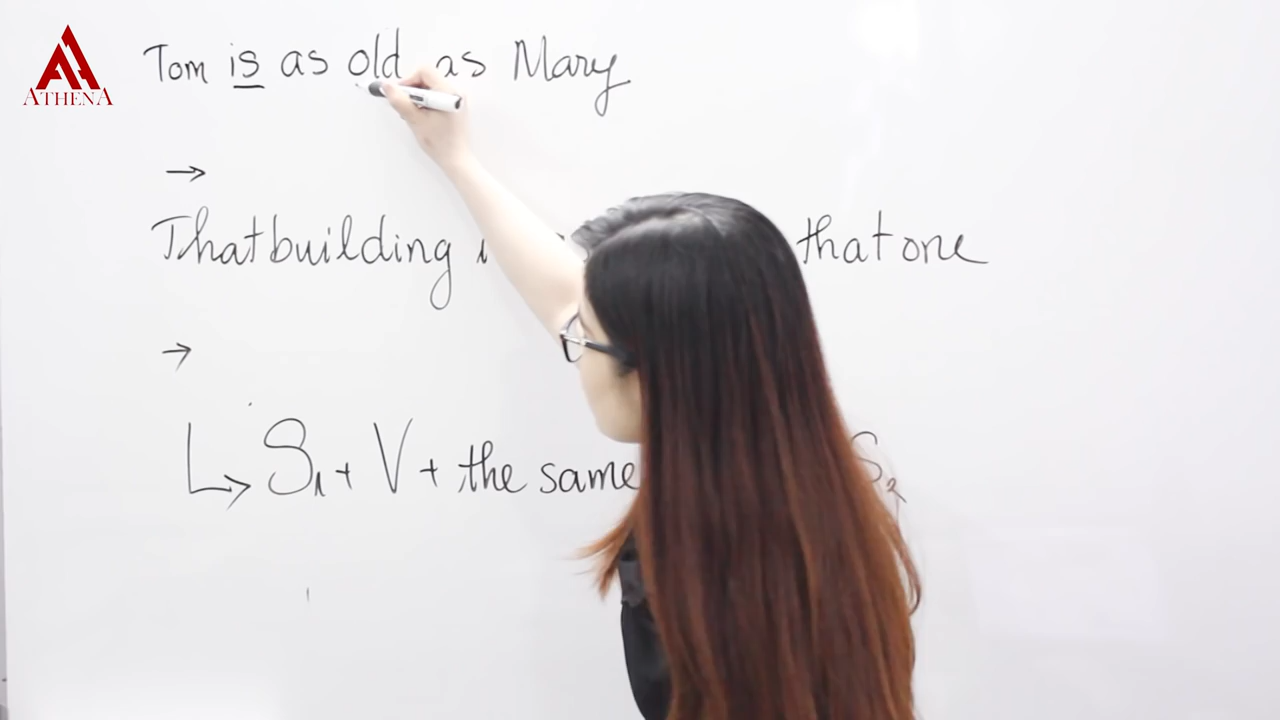 ATHENA
Tom is as old as Mary
→
That building that one
→
↳ S1 + V + the same S2